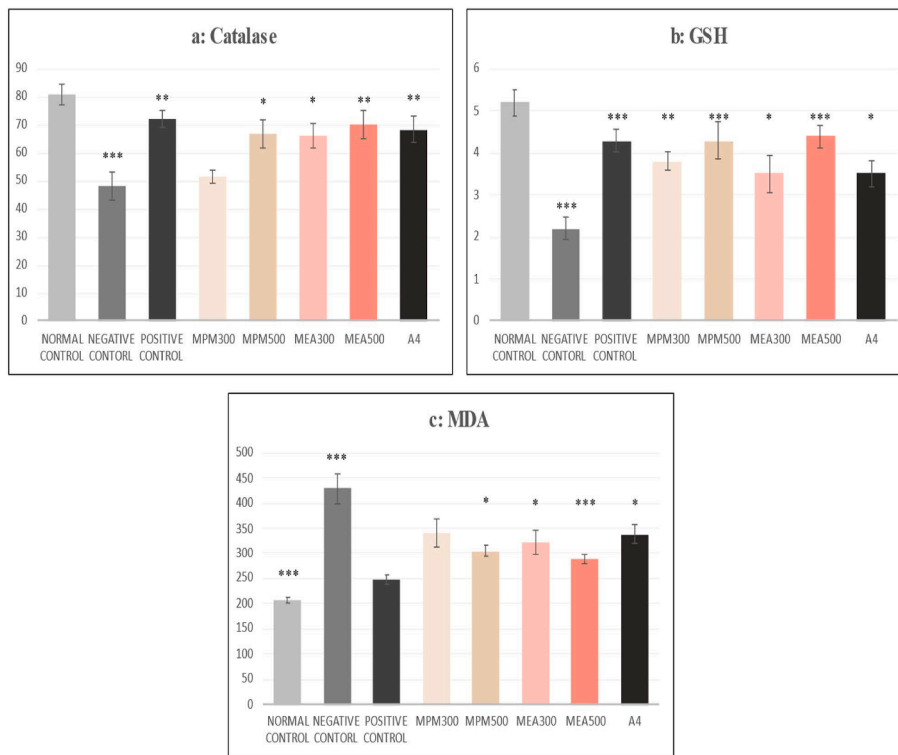 a: Catalase
90
80
70
60
50
40
30
20
10
0
***
**
*
*
**
**
NORMAL CONTROL
NEGATIVE CONTORL
POSITIVE CONTROL
MPM300
MPM500
MEA300
MEA500
A4
b: GSH
6
5
4
3
2
1
0
***
***
**
***
*
***
*
NORMAL CONTROL
NEGATIVE CONTORL
POSITIVE CONTROL
MPM300
MPM500
MEA300
MEA500
A4
c: MDA
500
450
400
350
300
250
200
150
100
50
0
***
***
*
*
***
*
NORMAL CONTROL
NEGATIVE CONTORL
POSITIVE CONTROL
MPM300
MPM500
MEA300
MEA500
A4